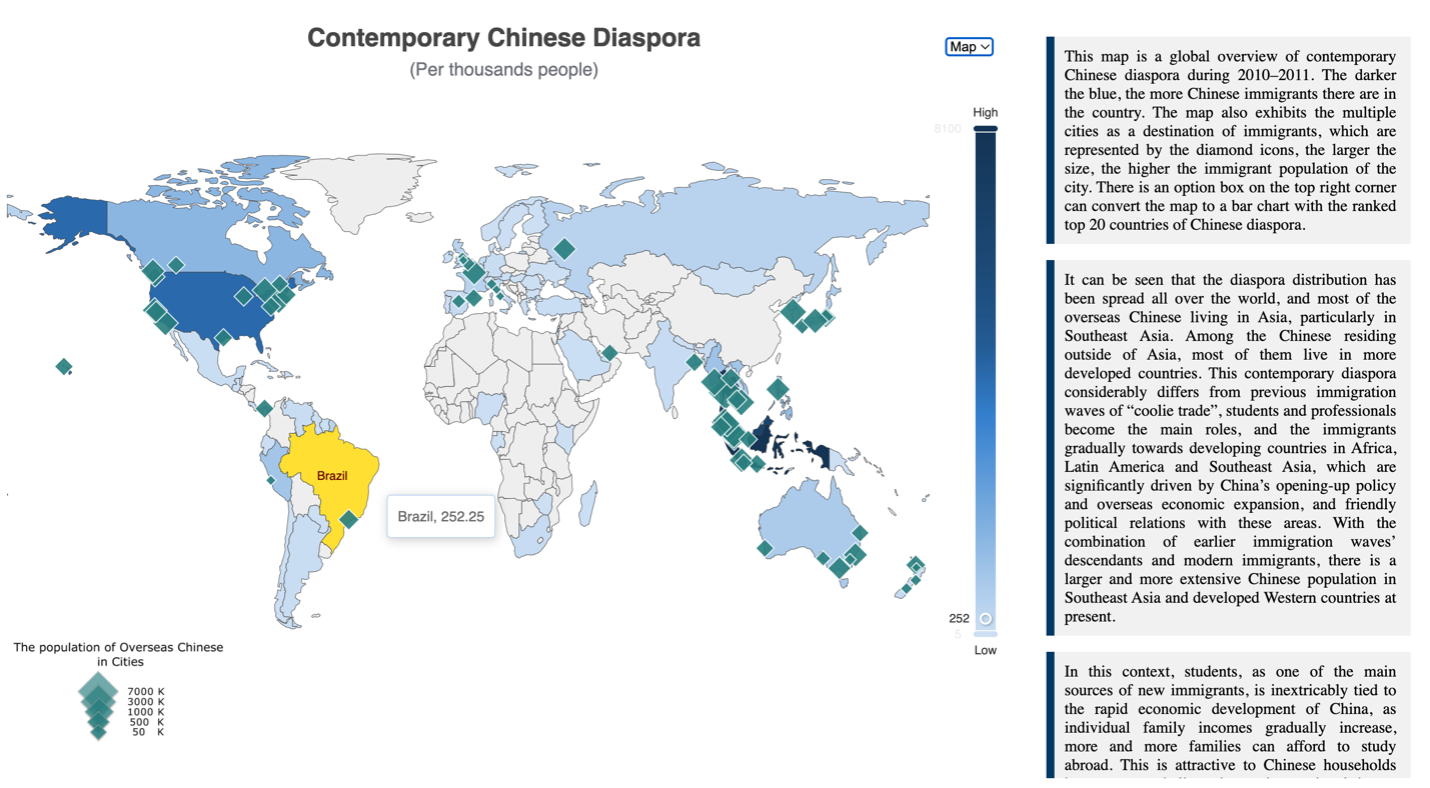 Contemporary Chinese Diaspora
(Per thousands people)
Map
High
8100
252
5
Low
Brazil
Brazil, 252.25
The population of Overseas Chinese
in Cities
7000 K
3000 K
1000 K
500 K
50 K
This map is a global overview of contemporary
Chinese diaspora during 2010–2011. The darker
the blue, the more Chinese immigrants there are in
the country. The map also exhibits the multiple
cities as a destination of immigrants, which are
represented by the diamond icons, the larger the
size, the higher the immigrant population of the
city. There is an option box on the top right corner
can convert the map to a bar chart with the ranked
top 20 countries of Chinese diaspora.
It can be seen that the diaspora distribution has
been spread all over the world, and most of the
overseas Chinese living in Asia, particularly in
Southeast Asia. Among the Chinese residing
outside of Asia, most of them live in more
developed countries. This contemporary diaspora
considerably differs from previous immigration
waves of “coolie trade”, students and professionals
become the main roles, and the immigrants
gradually towards developing countries in Africa,
Latin America and Southeast Asia, which are
significantly driven by China’s opening-up policy
and overseas economic expansion, and friendly
political relations with these areas. With the
combination of earlier immigration waves’
descendants and modern immigrants, there is a
larger and more extensive Chinese population in
Southeast Asia and developed Western countries at
present.
In this context, students, as one of the main
sources of new immigrants, is inextricably tied to
the rapid economic development of China, as
individual family incomes gradually increase,
more and more families can afford to study
abroad. This is attractive to Chinese households